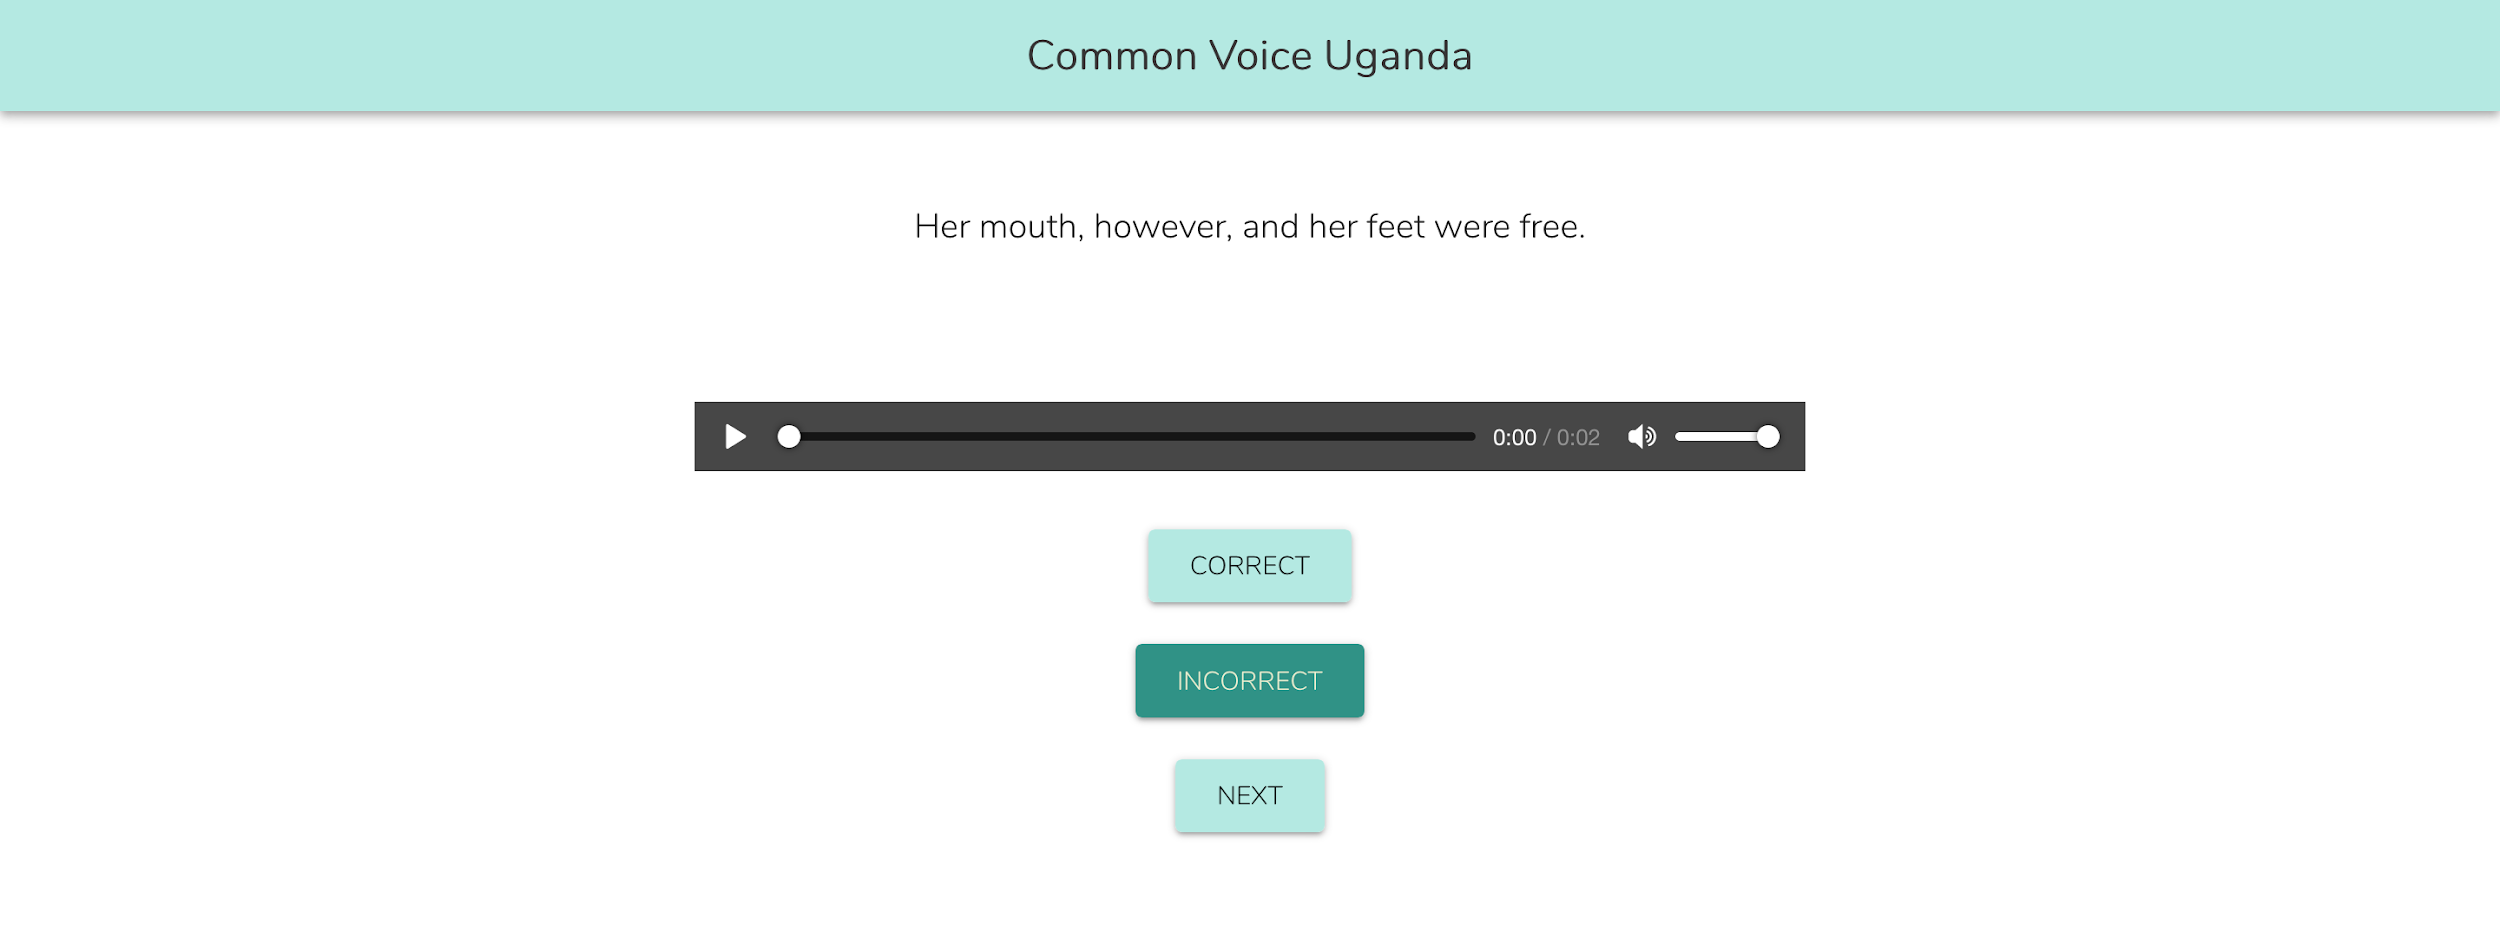 Common Voice Uganda
Her mouth, however, and her feet were free.
0:00 / 0:02
CORRECT
INCORRECT
NEXT